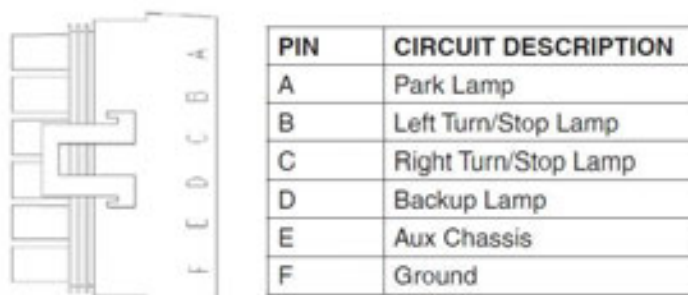 A
B
C
D
E
F
PIN CIRCUIT DESCRIPTION
A Park Lamp
B Left Turn/Stop Lamp
C Right Turn/Stop Lamp
D Backup Lamp
E Aux Chassis
F Ground